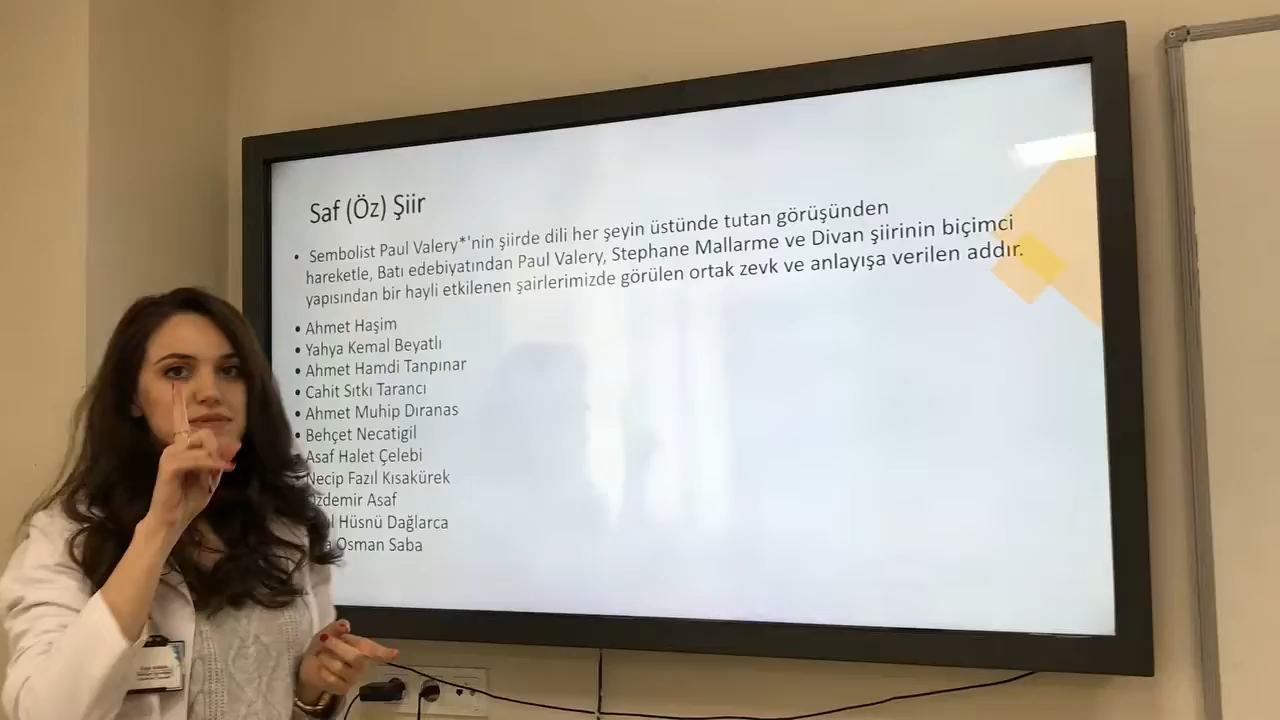 Saf (Öz) Şiir
• Sembolist Paul Valery*'nin şiirde dili her şeyin üstünde tutan görüşünden
hareketle, Batı edebiyatından Paul Valery, Stephane Mallarme ve Divan şiirinin biçimci
yapısından bir hayli etkilenen şairlerimizde görülen ortak zevk ve anlayışa verilen addır.
• Ahmet Haşim
• Yahya Kemal Beyatlı
• Ahmet Hamdi Tanpınar
• Cahit Sıtkı Tarancı
• Ahmet Muhip Dıranas
• Behçet Necatigil
• Asaf Halet Çelebi
Necip Fazıl Kısakürek
Asaf
Hüsnü Dağlarca
Osman Saba